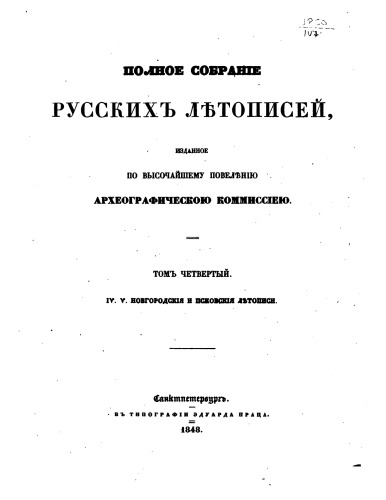 ПОЛНОЕ СОБРАНІЕ
РУССКИХЪ ЛѢТОПИСЕЙ,
ИЗДАННОЕ
ПО ВЫСОЧАЙШЕМУ ПОВЕЛѢНІЮ
АРХЕОГРАФИЧЕСКОЮ КОММИССІЕЮ.
ТОМЪ ЧЕТВЕРТЫЙ.
IV. V. НОВГОРОДСКІЯ И ПСКОВСКІЯ ЛѢТОПИСИ.
Санктпетербургъ.
ВЪ ТИПОГРАФІИ ЭДУАРДА ПРАЦА.
1848.